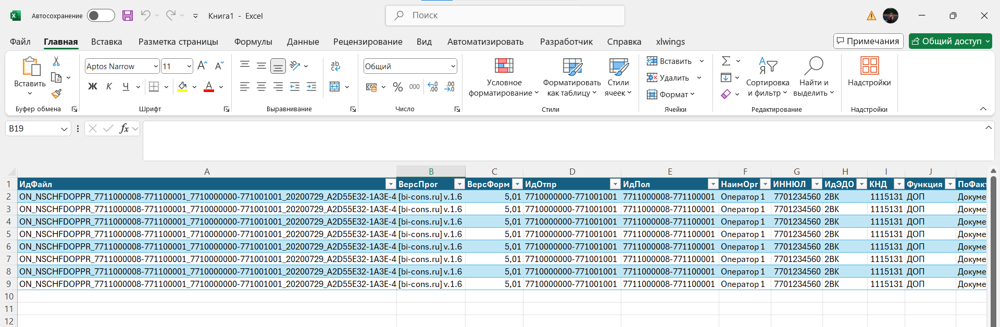 Автосохранение Книга1 - Excel Поиск
Файл Главная Вставка Разметка страницы Формулы Данные Рецензирование Вид Автоматизировать Разработчик Справка xlwings Примечания Общий доступ
Вставить
Буфер обмена
Aptos Narrow 11
Ж К Ч
Шрифт
ab
Выравнивание
Общий
% 000
Число
Условное форматирование
Форматировать как таблицу
Стили ячеек
Стили
Вставить
Удалить
Формат
Ячейки
Сортировка и фильтр
Найти и выделить
Редактирование
Надстройки
Надстройки
B19 fx
A B C D E F G H I J
1 ИдФайл ВерсПрог ВерсФорм ИдОтпр ИдПол НаимОрг ИННЮЛ ИдЭДО КНД Функция ПоФакт
2 ON_NSCHFDOPPR_7711000008-771100001_7710000000-771001001_20200729_A2D55E32-1A3E-4 [bi-cons.ru] v.1.6 5,01 7710000000-771001001 7711000008-771100001 Оператор 1 7701234560 2BK 1115131 ДОП Докуме
3 ON_NSCHFDOPPR_7711000008-771100001_7710000000-771001001_20200729_A2D55E32-1A3E-4 [bi-cons.ru] v.1.6 5,01 7710000000-771001001 7711000008-771100001 Оператор 1 7701234560 2BK 1115131 ДОП Докуме
4 ON_NSCHFDOPPR_7711000008-771100001_7710000000-771001001_20200729_A2D55E32-1A3E-4 [bi-cons.ru] v.1.6 5,01 7710000000-771001001 7711000008-771100001 Оператор 1 7701234560 2BK 1115131 ДОП Докуме
5 ON_NSCHFDOPPR_7711000008-771100001_7710000000-771001001_20200729_A2D55E32-1A3E-4 [bi-cons.ru] v.1.6 5,01 7710000000-771001001 7711000008-771100001 Оператор 1 7701234560 2BK 1115131 ДОП Докуме
6 ON_NSCHFDOPPR_7711000008-771100001_7710000000-771001001_20200729_A2D55E32-1A3E-4 [bi-cons.ru] v.1.6 5,01 7710000000-771001001 7711000008-771100001 Оператор 1 7701234560 2BK 1115131 ДОП Докуме
7 ON_NSCHFDOPPR_7711000008-771100001_7710000000-771001001_20200729_A2D55E32-1A3E-4 [bi-cons.ru] v.1.6 5,01 7710000000-771001001 7711000008-771100001 Оператор 1 7701234560 2BK 1115131 ДОП Докуме
8 ON_NSCHFDOPPR_7711000008-771100001_7710000000-771001001_20200729_A2D55E32-1A3E-4 [bi-cons.ru] v.1.6 5,01 7710000000-771001001 7711000008-771100001 Оператор 1 7701234560 2BK 1115131 ДОП Докуме
9 ON_NSCHFDOPPR_7711000008-771100001_7710000000-771001001_20200729_A2D55E32-1A3E-4 [bi-cons.ru] v.1.6 5,01 7710000000-771001001 7711000008-771100001 Оператор 1 7701234560 2BK 1115131 ДОП Докуме
10
11
12